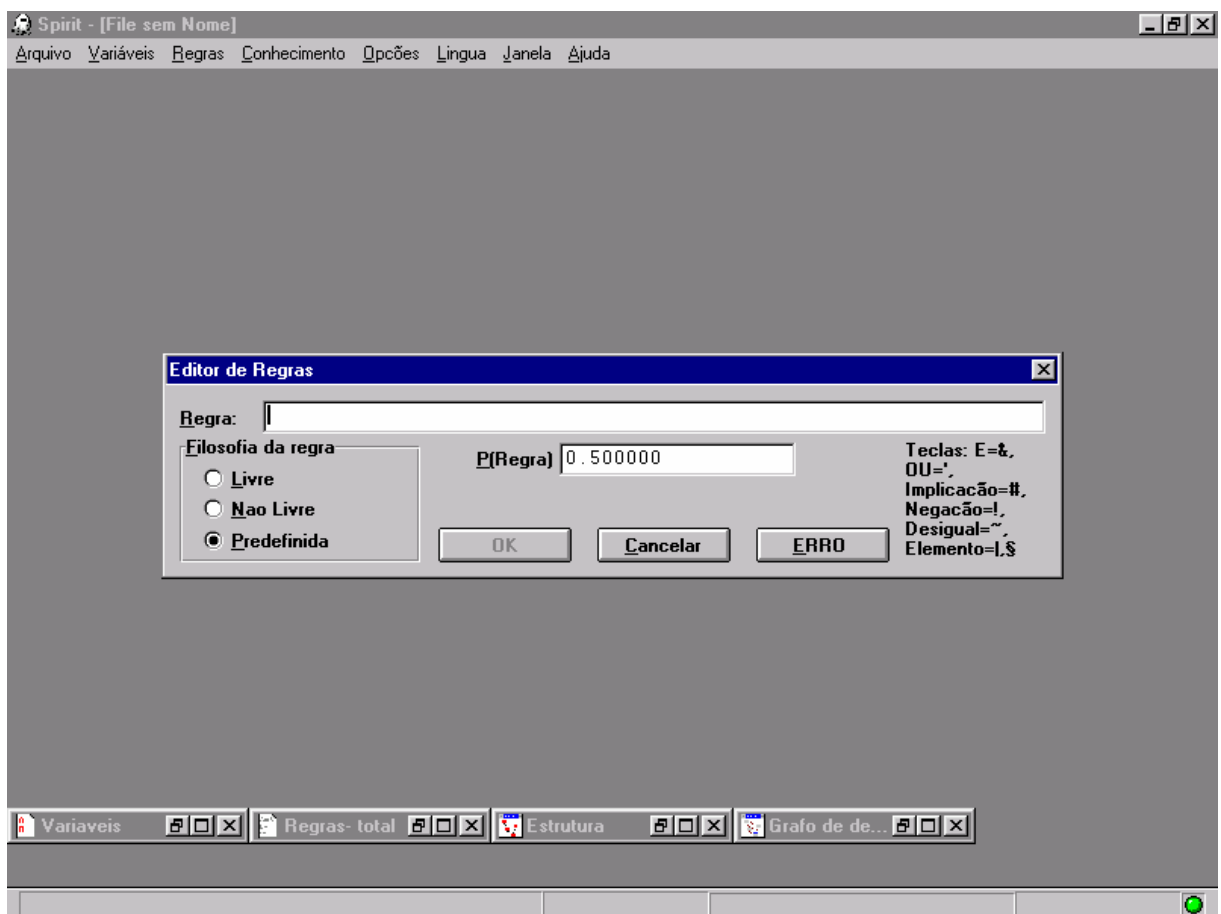 Spirit - [File sem Nome]
Arquivo Variáveis Regras Conhecimento Opcões Lingua Janela Ajuda
Editor de Regras
Regra:
Filosofia da regra
Livre
Nao Livre
Predefinida
P(Regra) 0.500000
OK Cancelar ERRO
Teclas: E=&,
OU=',
Implicacão=#,
Negacão=!,
Desigual=~,
Elemento=|,§
Variaveis Regras- total Estrutura Grafo de de...